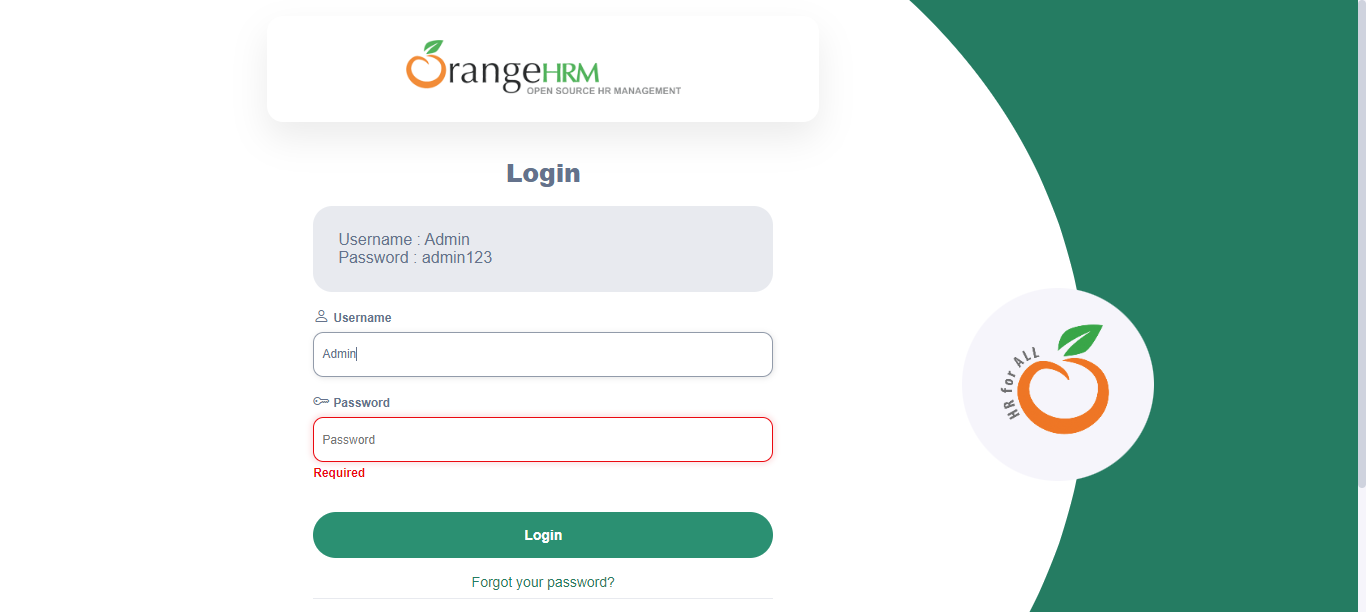 OrangeHRM
OPEN SOURCE HR MANAGEMENT
Login
Username : Admin
Password : admin123
Username
Admin
Password
Password
Required
Login
Forgot your password?
HR for ALL